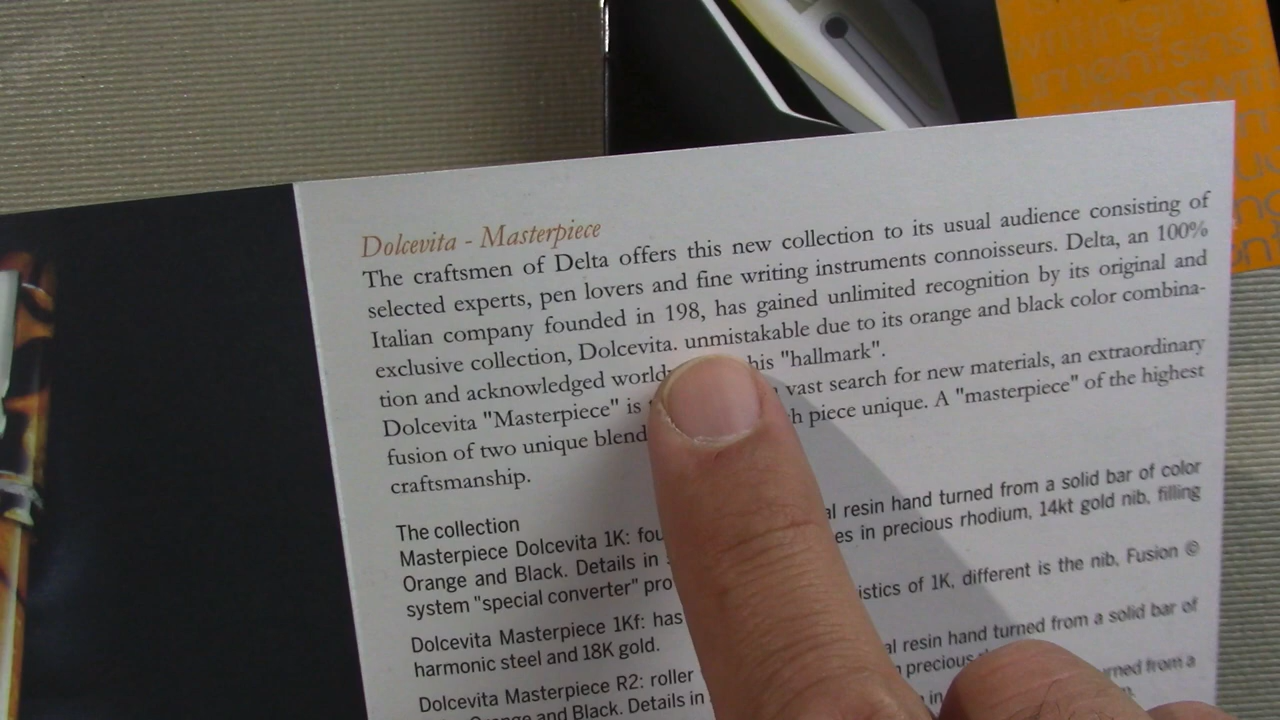 Dolcevita - Masterpiece
The craftsmen of Delta offers this new collection to its usual audience consisting of
selected experts, pen lovers and fine writing instruments connoisseurs. Delta, an 100%
Italian company founded in 198, has gained unlimited recognition by its original and
exclusive collection, Dolcevita. unmistakable due to its orange and black color combina-
tion and acknowledged "hallmark".
Dolcevita "Masterpiece" is vast search for new materials, an extraordinary
fusion of two unique piece unique. A "masterpiece" of the highest
craftsmanship.
The collection
Masterpiece Dolcevita 1K: resin hand turned from a solid bar of color
Orange and Black. Details in in precious rhodium, 14kt gold nib, filling
system "special converter" of 1K, different is the nib, Fusion ©
Dolcevita Masterpiece 1Kf: has
harmonic steel and 18K gold. resin hand turned from a solid bar of
Dolcevita Masterpiece R2: roller precious from a
Orange and Black. Details in in